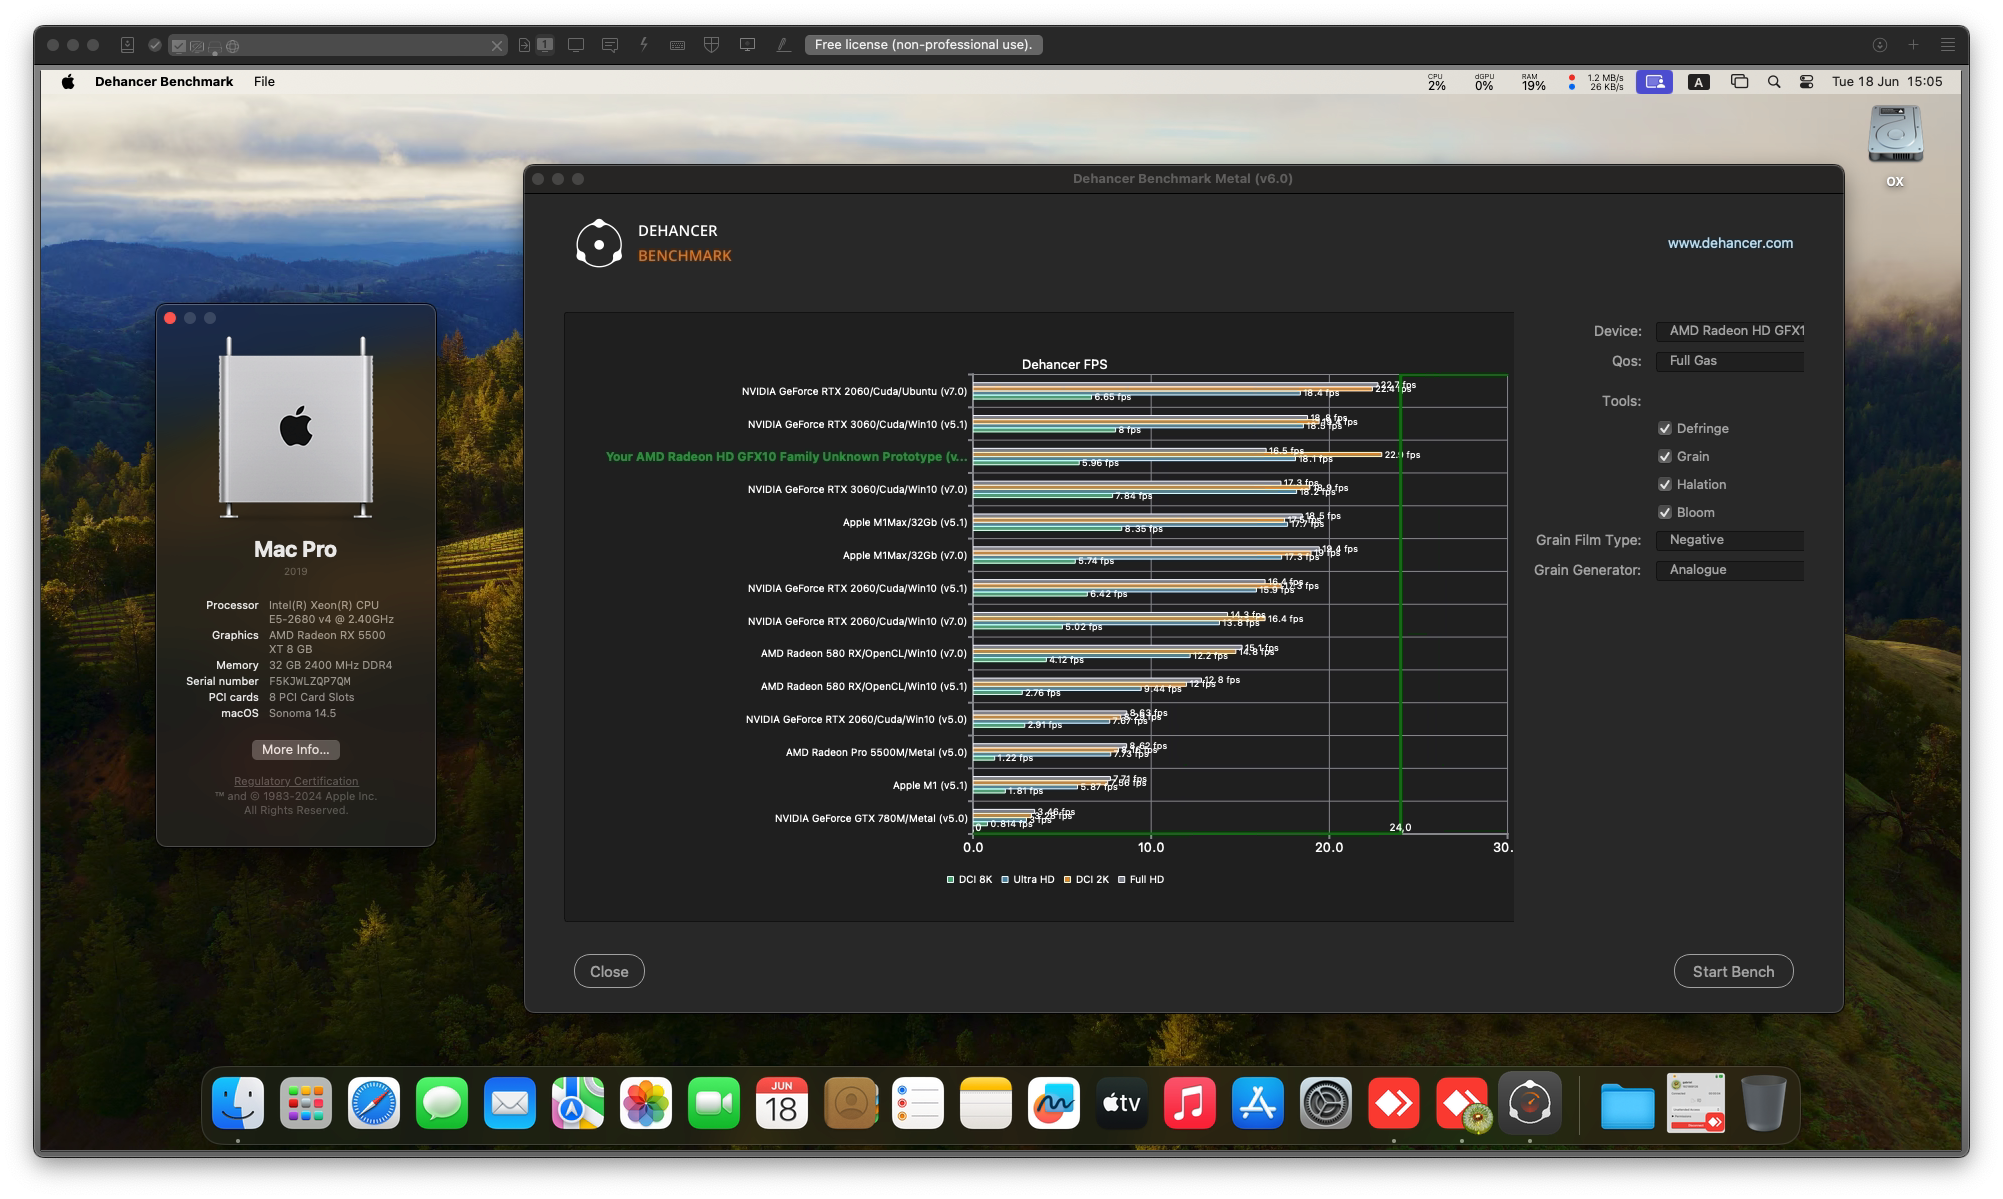 1
Free license (non-professional use).
Dehancer Benchmark File
CPU 2% dGPU 0% RAM 19% 1.2 MB/s 26 KB/s A Tue 18 Jun 15:05
OX
Dehancer Benchmark Metal (v6.0)
DEHANCER
BENCHMARK
www.dehancer.com
Mac Pro
2019
Processor Intel(R) Xeon(R) CPU
E5-2680 v4 @ 2.40GHz
Graphics AMD Radeon RX 5500
XT 8 GB
Memory 32 GB 2400 MHz DDR4
Serial number F5KJWLZQP7QM
PCI cards 8 PCI Card Slots
macOS Sonoma 14.5
More Info...
Regulatory Certification
™ and © 1983-2024 Apple Inc.
All Rights Reserved.
Dehancer FPS
NVIDIA GeForce RTX 2060/Cuda/Ubuntu (v7.0) 22.7 fps 22.4 fps 18.4 fps 6.65 fps
NVIDIA GeForce RTX 3060/Cuda/Win10 (v5.1) 8 fps
Your AMD Radeon HD GFX10 Family Unknown Prototype (v... 16.5 fps 18.1 fps 5.96 fps
NVIDIA GeForce RTX 3060/Cuda/Win10 (v7.0) 17.3 fps 18.9 fps 18.2 fps 7.84 fps
Apple M1Max/32Gb (v5.1) 18.5 fps 17.7 fps 8.35 fps
Apple M1Max/32Gb (v7.0) 19.4 fps 19 fps 17.3 fps 5.74 fps
NVIDIA GeForce RTX 2060/Cuda/Win10 (v5.1) 16.4 fps 15.9 fps 6.42 fps
NVIDIA GeForce RTX 2060/Cuda/Win10 (v7.0) 14.3 fps 16.4 fps 13.8 fps 5.02 fps
AMD Radeon 580 RX/OpenCL/Win10 (v7.0) 15.1 fps 14.8 fps 12.2 fps 4.12 fps
AMD Radeon 580 RX/OpenCL/Win10 (v5.1) 12.8 fps 12 fps 9.44 fps 2.76 fps
NVIDIA GeForce RTX 2060/Cuda/Win10 (v5.0) 8.63 fps 7.67 fps 2.91 fps
AMD Radeon Pro 5500M/Metal (v5.0) 8.62 fps 7.73 fps 1.22 fps
Apple M1 (v5.1) 7.71 fps 7.56 fps 5.87 fps 1.81 fps
NVIDIA GeForce GTX 780M/Metal (v5.0) 3.46 fps 3 fps 0.814 fps
0 24,0
0.0 10.0 20.0 30.
DCI 8K Ultra HD DCI 2K Full HD
Device: AMD Radeon HD GFX1
Qos: Full Gas
Tools:
Defringe
Grain
Halation
Bloom
Grain Film Type: Negative
Grain Generator: Analogue
Close
Start Bench
JUN
18
tv